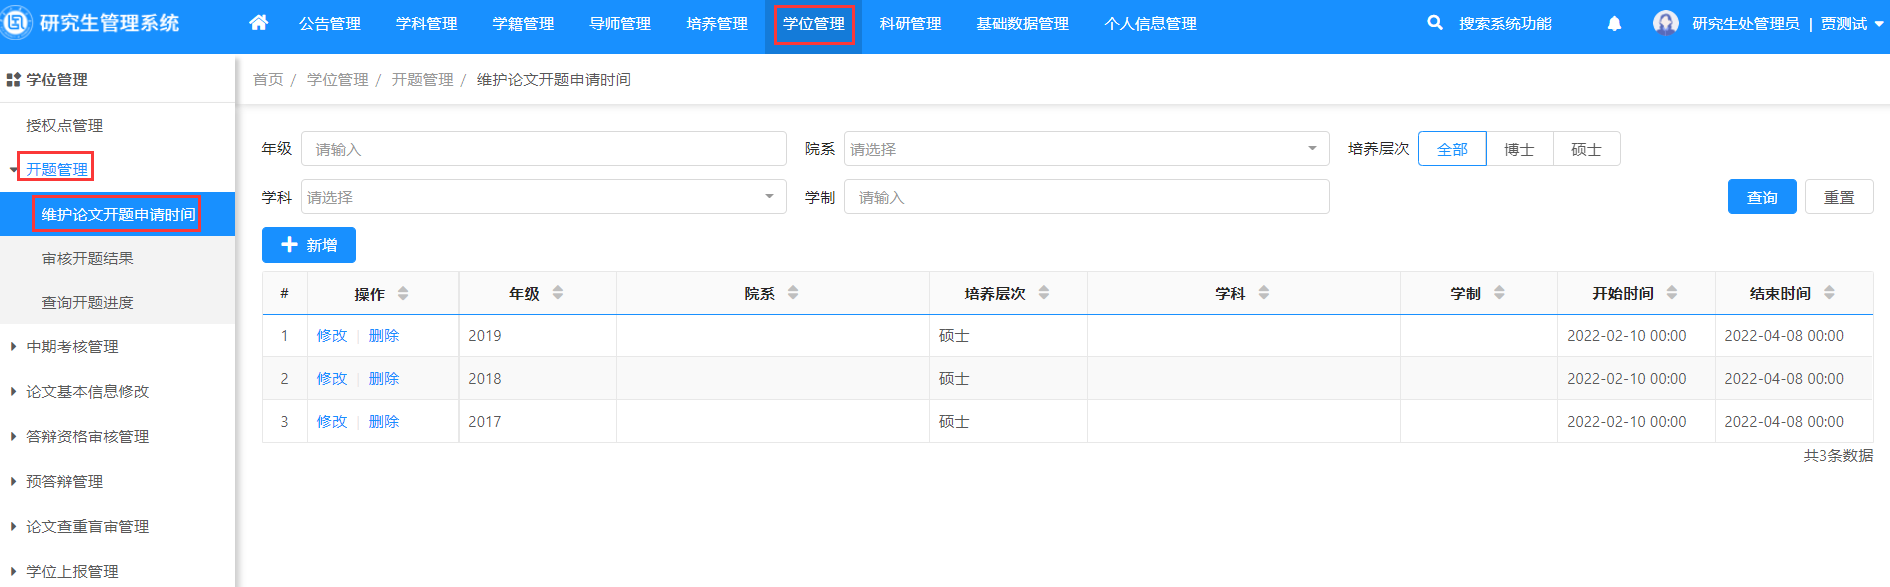 研究生管理系统
公告管理 学科管理 学籍管理 导师管理 培养管理 学位管理 科研管理 基础数据管理 个人信息管理 搜索系统功能 研究生处管理员 | 贾测试
学位管理
授权点管理
开题管理
维护论文开题申请时间
审核开题结果
查询开题进度
中期考核管理
论文基本信息修改
答辩资格审核管理
预答辩管理
论文查重盲审管理
学位上报管理
首页 / 学位管理 / 开题管理 / 维护论文开题申请时间
年级 请输入 院系 请选择 培养层次 全部 博士 硕士
学科 请选择 学制 请输入 查询 重置
新增
# 操作 年级 院系 培养层次 学科 学制 开始时间 结束时间
1 修改 | 删除 2019 硕士 2022-02-10 00:00 2022-04-08 00:00
2 修改 | 删除 2018 硕士 2022-02-10 00:00 2022-04-08 00:00
3 修改 | 删除 2017 硕士 2022-02-10 00:00 2022-04-08 00:00
共3条数据